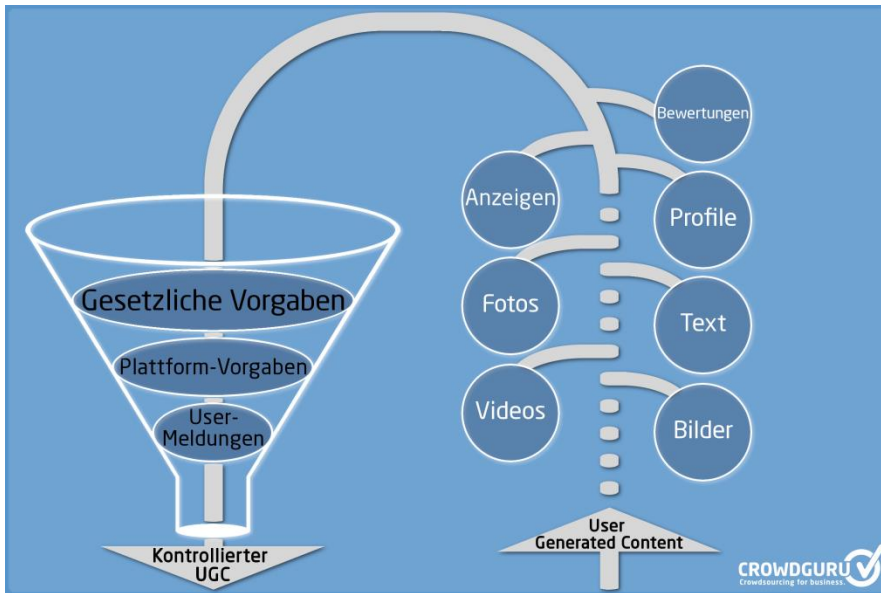 Gesetzliche Vorgaben
Plattform-Vorgaben
User-
Meldungen
Kontrollierter
UGC
Bewertungen
Anzeigen
Profile
Fotos
Text
Videos
Bilder
User
Generated Content
CROWDGURU
Crowdsourcing for business.